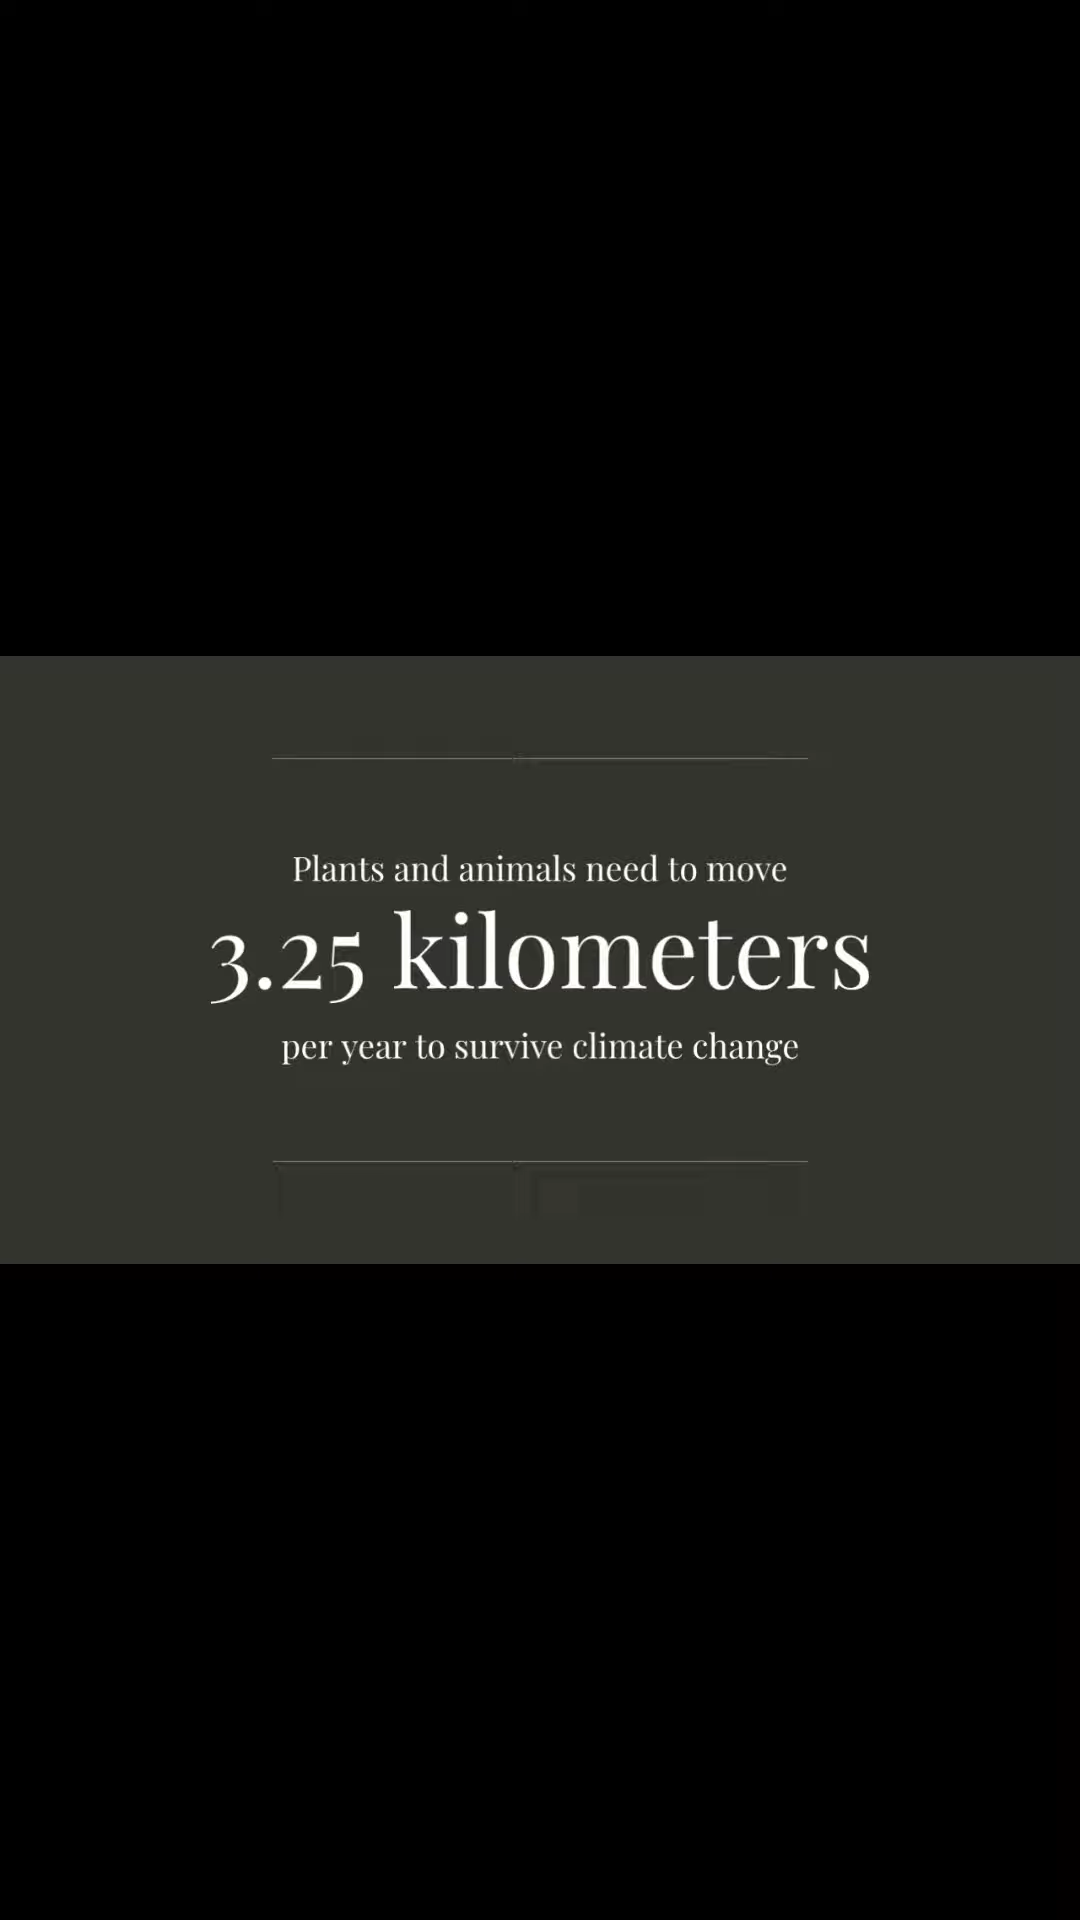 Plants and animals need to move
3.25 kilometers
per year to survive climate change